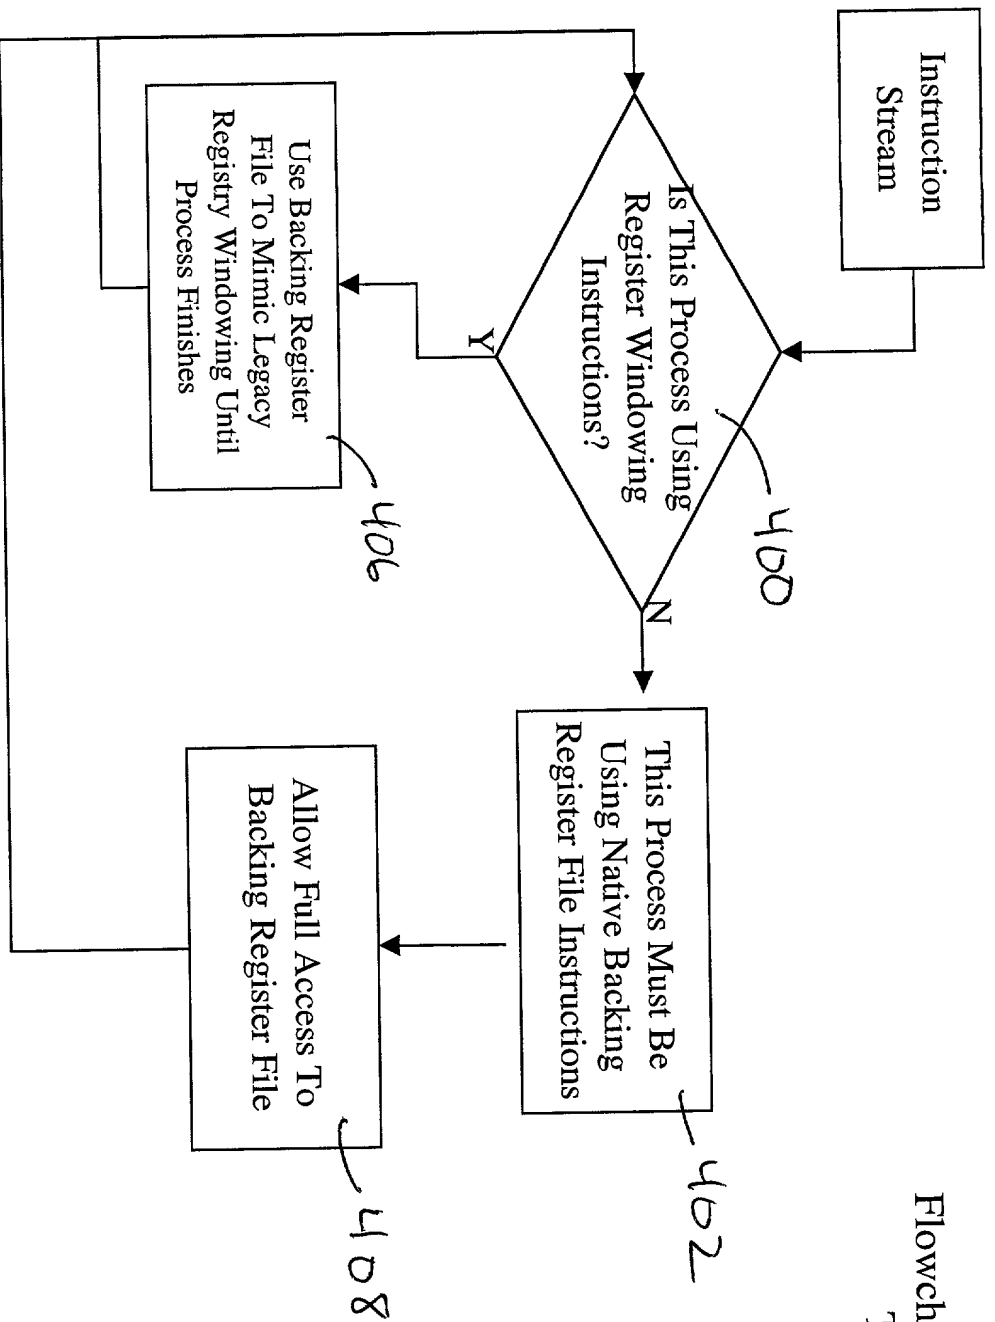 Instruction
Stream
Is This Process Using
Register Windowing
Instructions?
400
Y
N
Use Backing Register
File To Mimic Legacy
Registry Windowing Until
Process Finishes
406
This Process Must Be
Using Native Backing
Register File Instructions
402
Allow Full Access To
Backing Register File
408
Flowch